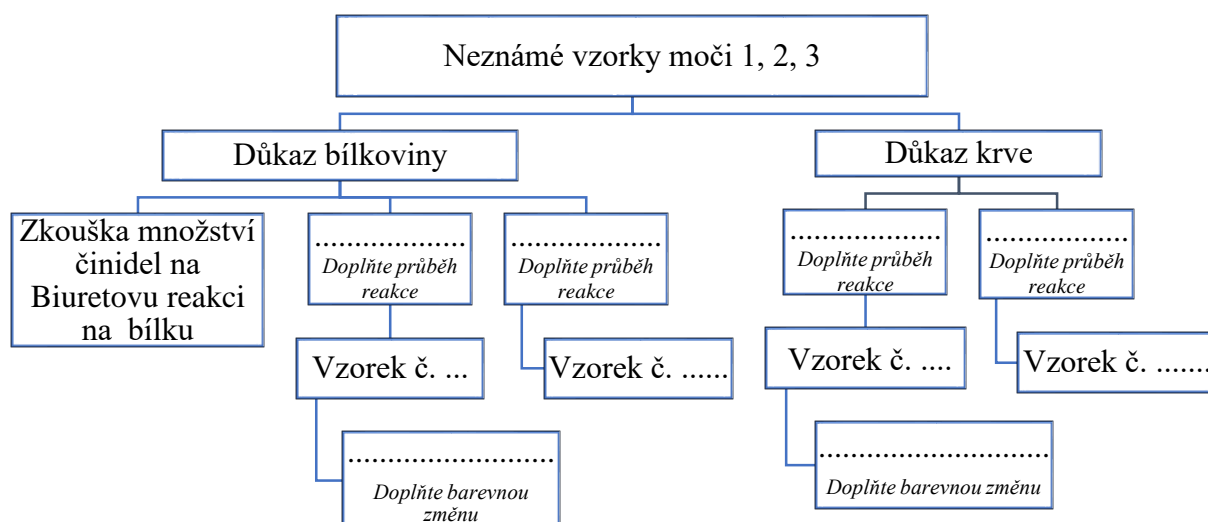 Neznámé vzorky moči 1, 2, 3
Důkaz bílkoviny
Důkaz krve
Zkouška množství
činidel na
Biuretovu reakci
na bílku
....................
Doplňte průběh
reakce
....................
Doplňte průběh
reakce
....................
Doplňte průběh
reakce
...................
Doplňte průběh
reakce
Vzorek č. ...
Vzorek č. ......
Vzorek č. ....
Vzorek č. .......
...........................
Doplňte barevnou
změnu
..................................
Doplňte barevnou změnu